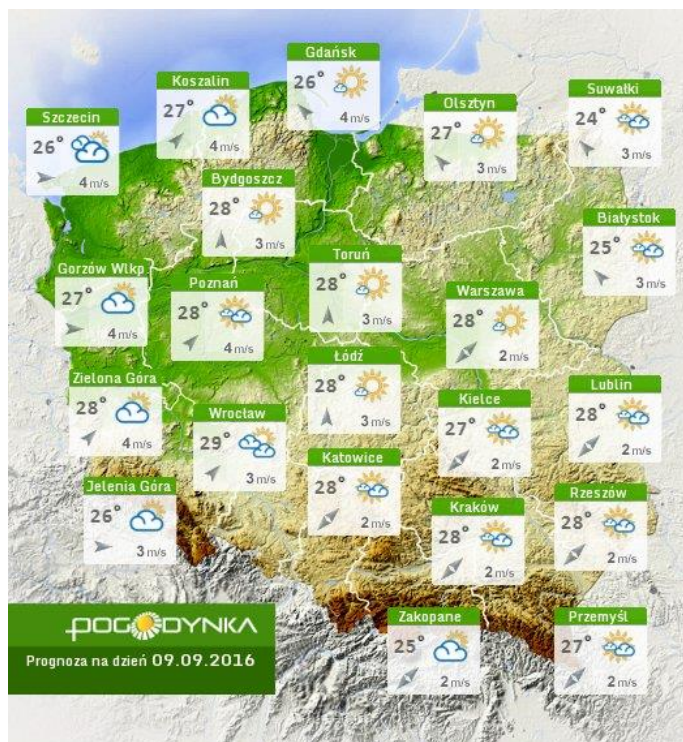 Gdańsk
26°
4 m/s
Koszalin
27°
4 m/s
Suwałki
24°
3 m/s
Olsztyn
27°
3 m/s
Szczecin
26°
4 m/s
Bydgoszcz
28°
3 m/s
Białystok
25°
3 m/s
Toruń
28°
3 m/s
Gorzów Wlkp
27°
4 m/s
Poznań
28°
4 m/s
Warszawa
28°
2 m/s
Łódź
28°
3 m/s
Zielona Góra
28°
4 m/s
Lublin
28°
2 m/s
Kielce
27°
2 m/s
Wrocław
29°
3 m/s
Katowice
28°
2 m/s
Jelenia Góra
26°
3 m/s
Rzeszów
28°
2 m/s
Kraków
28°
2 m/s
Zakopane
25°
2 m/s
Przemyśl
27°
2 m/s
POGODYNKA
Prognoza na dzień 09.09.2016